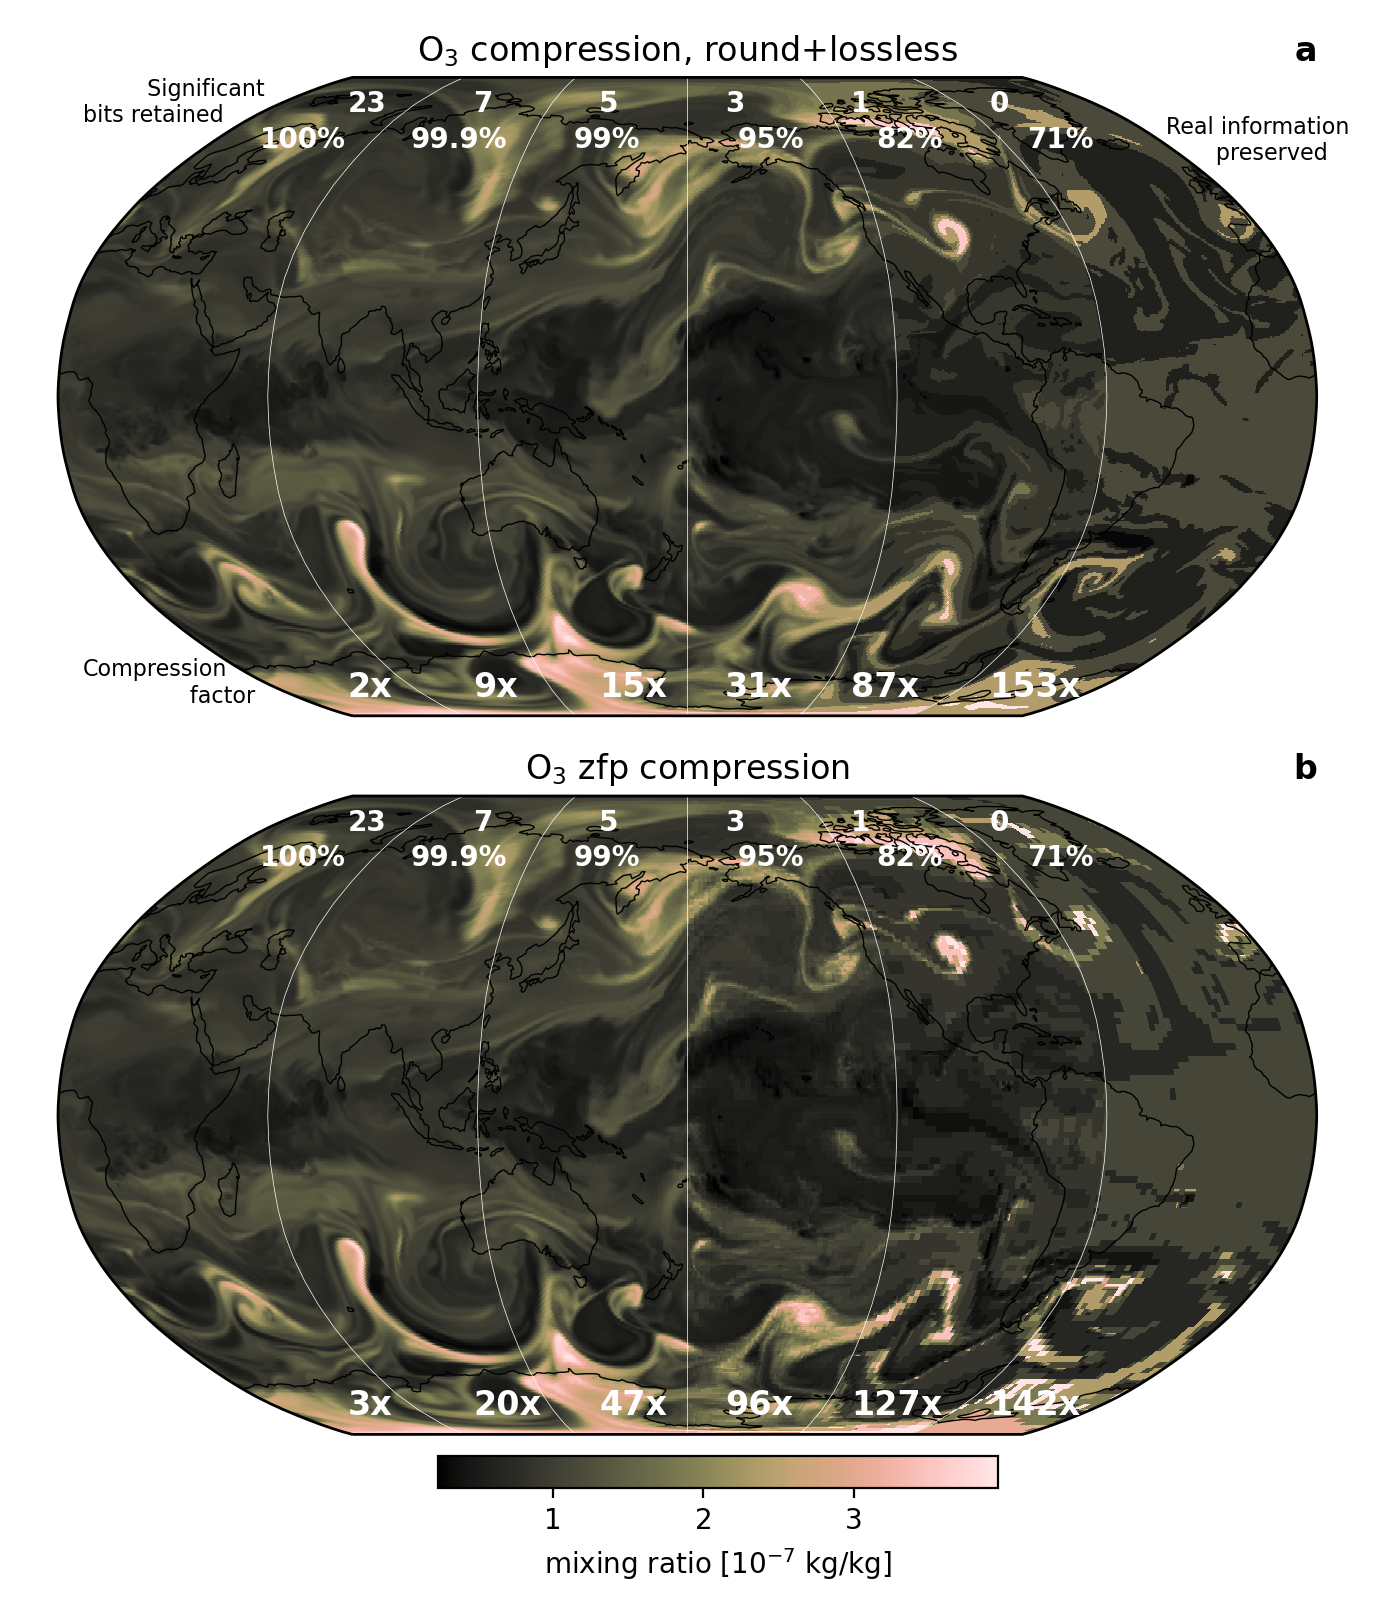 O₃ compression, round+lossless
a
Significant
bits retained
23 7 5 3 1 0
100% 99.9% 99% 95% 82% 71%
Real information
preserved
Compression
factor
2x 9x 15x 31x 87x 153x
O₃ zfp compression
b
23 7 5 3 1 0
100% 99.9% 99% 95% 82% 71%
3x 20x 47x 96x 127x 142x
1 2 3
mixing ratio [10⁻⁷ kg/kg]